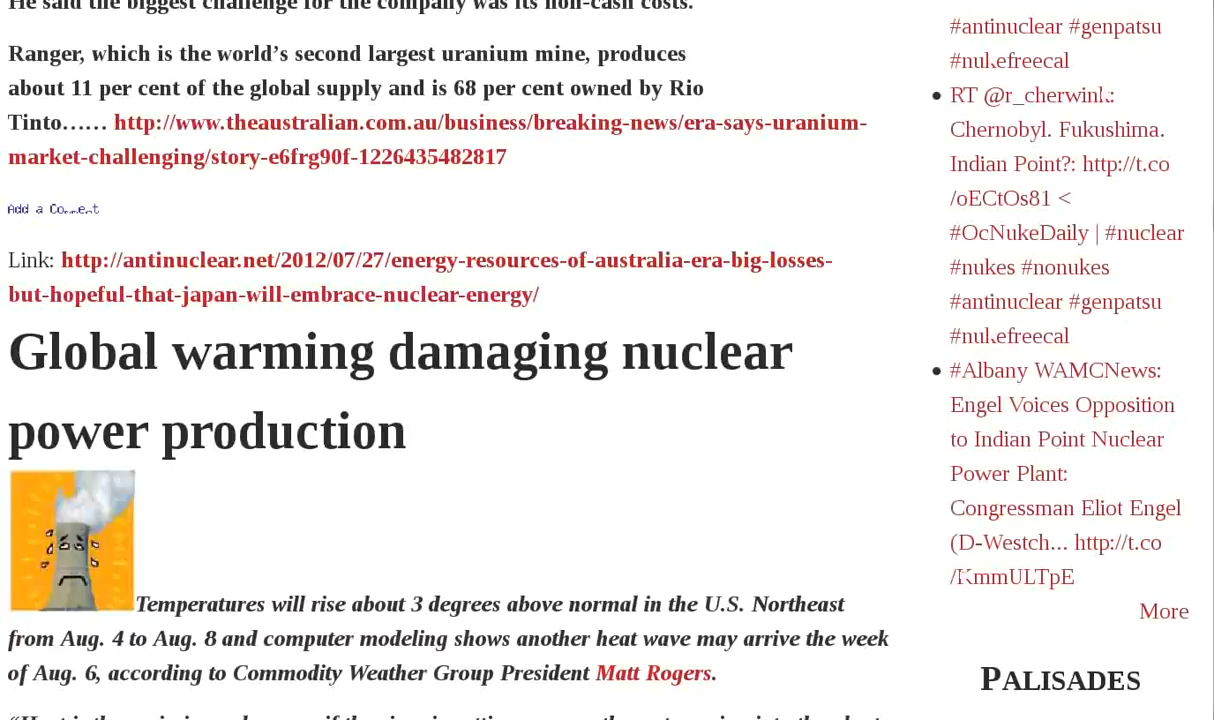 He said the biggest challenge for the company was its non-cash costs.
Ranger, which is the world's second largest uranium mine, produces
about 11 per cent of the global supply and is 68 per cent owned by Rio
Tinto...... http://www.theaustralian.com.au/business/breaking-news/era-says-uranium-
market-challenging/story-e6frg90f-1226435482817
Add a Comment
Link: http://antinuclear.net/2012/07/27/energy-resources-of-australia-era-big-losses-
but-hopeful-that-japan-will-embrace-nuclear-energy/
Global warming damaging nuclear
power production
Temperatures will rise about 3 degrees above normal in the U.S. Northeast
from Aug. 4 to Aug. 8 and computer modeling shows another heat wave may arrive the week
of Aug. 6, according to Commodity Weather Group President Matt Rogers.
#antinuclear #genpatsu
#nukefreecal
RT @r_cherwink:
Chernobyl. Fukushima.
Indian Point?: http://t.co
/oECtOs81 <
#OcNukeDaily | #nuclear
#nukes #nonukes
#antinuclear #genpatsu
#nukefreecal
#Albany WAMCNews:
Engel Voices Opposition
to Indian Point Nuclear
Power Plant:
Congressman Eliot Engel
(D-Westch... http://t.co
/KmmULTpE
More
PALISADES